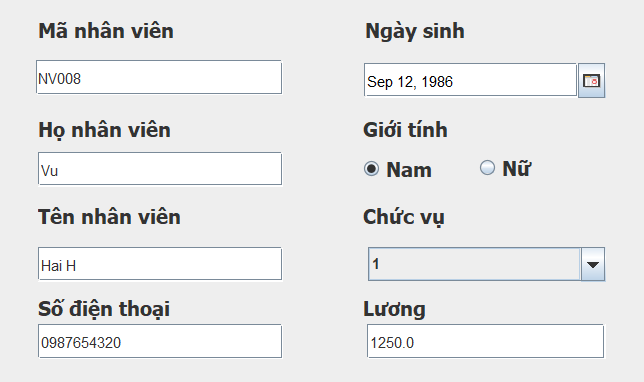 Mã nhân viên
Ngày sinh
NV008
Sep 12, 1986
Họ nhân viên
Giới tính
Vu
Nam
Nữ
Tên nhân viên
Chức vụ
Hai H
1
Số điện thoại
Lương
0987654320
1250.0